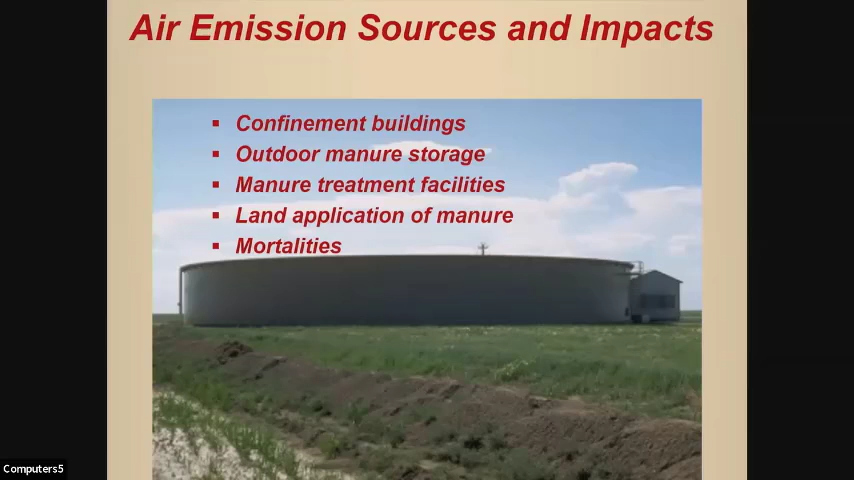 Air Emission Sources and Impacts
▪ Confinement buildings
▪ Outdoor manure storage
▪ Manure treatment facilities
▪ Land application of manure
▪ Mortalities
Computers5